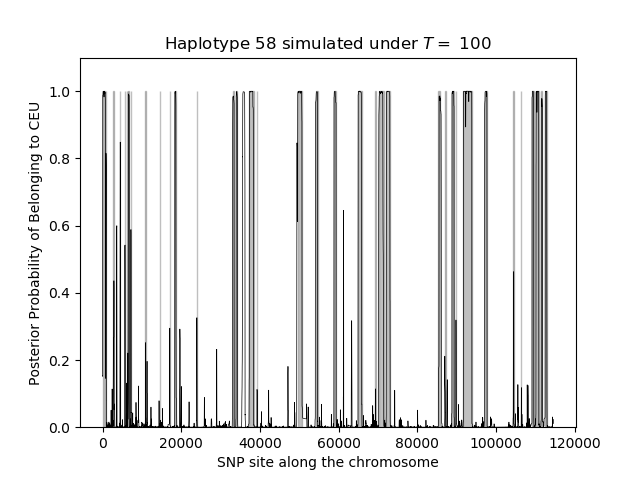 Haplotype 58 simulated under T = 100
1.0
0.8
0.6
0.4
0.2
0.0
Posterior Probability of Belonging to CEU
0 20000 40000 60000 80000 100000 120000
SNP site along the chromosome